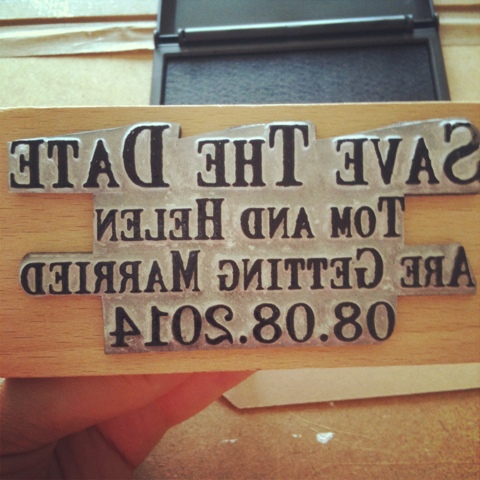 Save The Date
Tom and Helen
Are Getting Married
08.08.2014